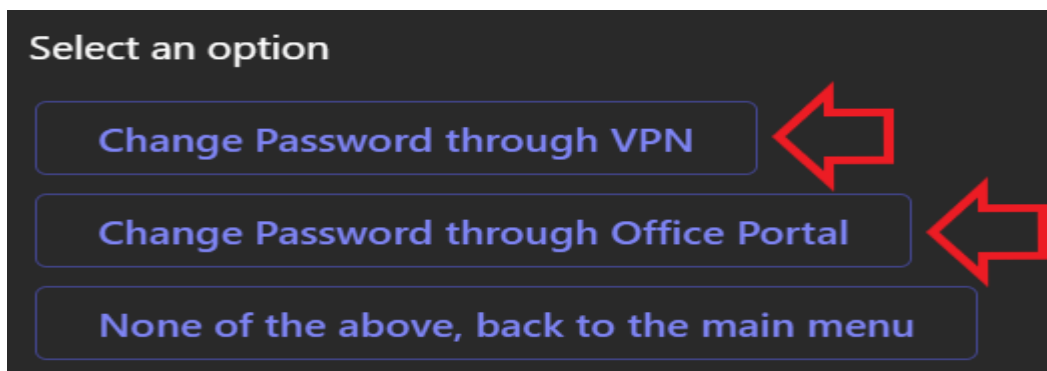 Select an option
Change Password through VPN
Change Password through Office Portal
None of the above, back to the main menu